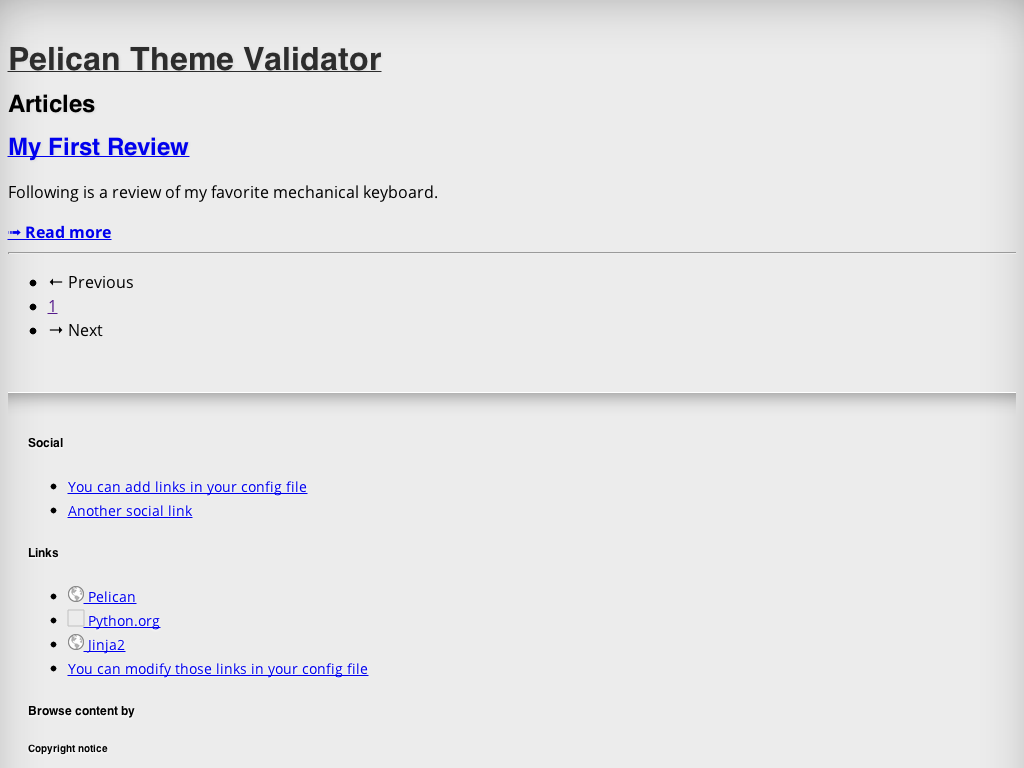 Pelican Theme Validator
Articles
My First Review
Following is a review of my favorite mechanical keyboard.
➟ Read more
← Previous
1
→ Next
Social
You can add links in your config file
Another social link
Links
Pelican
Python.org
Jinja2
You can modify those links in your config file
Browse content by
Copyright notice